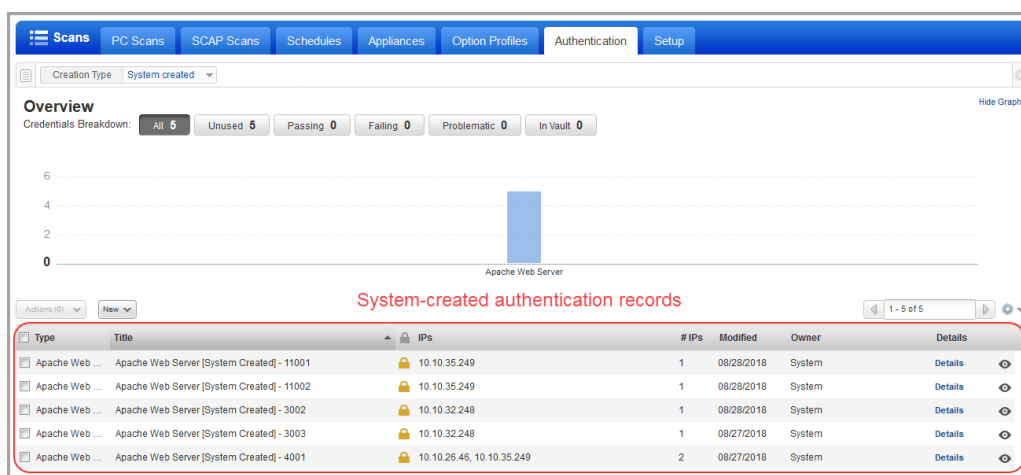 Scans PC Scans SCAP Scans Schedules Appliances Option Profiles Authentication Setup
Creation Type System created
Overview Hide Graph
Credentials Breakdown: All 5 Unused 5 Passing 0 Failing 0 Problematic 0 In Vault 0
6
4
2
0
Apache Web Server
System-created authentication records
Actions (0) New 1 - 5 of 5
Type Title IPs # IPs Modified Owner Details
Apache Web ... Apache Web Server [System Created] - 11001 10.10.35.249 1 08/28/2018 System Details
Apache Web ... Apache Web Server [System Created] - 11002 10.10.35.249 1 08/28/2018 System Details
Apache Web ... Apache Web Server [System Created] - 3002 10.10.32.248 1 08/28/2018 System Details
Apache Web ... Apache Web Server [System Created] - 3003 10.10.32.248 1 08/27/2018 System Details
Apache Web ... Apache Web Server [System Created] - 4001 10.10.26.46, 10.10.35.249 2 08/27/2018 System Details